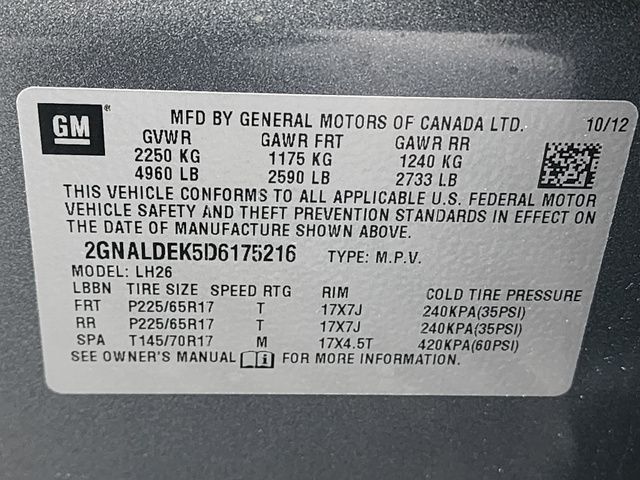 GM ® MFD BY GENERAL MOTORS OF CANADA LTD. 10/12
GVWR GAWR FRT GAWR RR
2250 KG 1175 KG 1240 KG
4960 LB 2590 LB 2733 LB
THIS VEHICLE CONFORMS TO ALL APPLICABLE U.S. FEDERAL MOTOR
VEHICLE SAFETY AND THEFT PREVENTION STANDARDS IN EFFECT ON
THE DATE OF MANUFACTURE SHOWN ABOVE.
2GNALDEK5D6175216 TYPE: M.P.V.
MODEL: LH26
LBBN TIRE SIZE SPEED RTG RIM COLD TIRE PRESSURE
FRT P225/65R17 T 17X7J 240KPA(35PSI)
RR P225/65R17 T 17X7J 240KPA(35PSI)
SPA T145/70R17 M 17X4.5T 420KPA(60PSI)
SEE OWNER'S MANUAL FOR MORE INFORMATION.